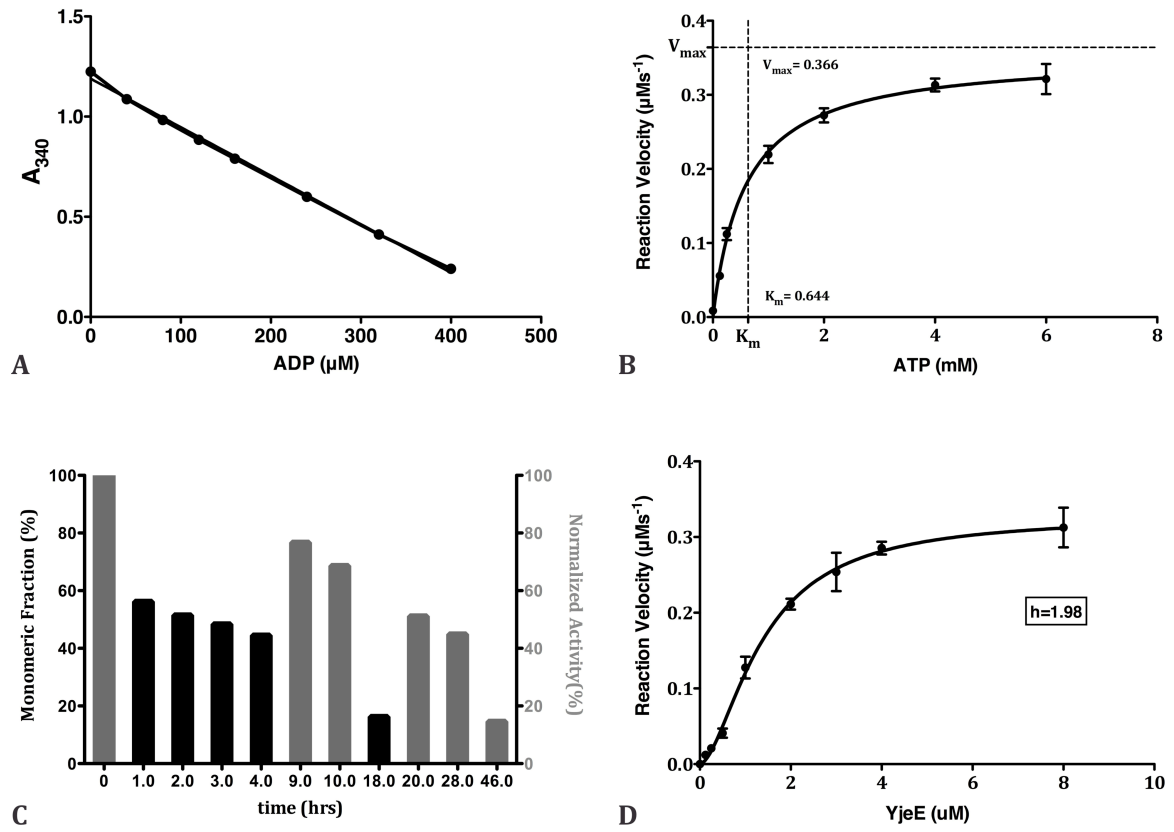 1.5
1.0
0.5
0.0
A340
0 100 200 300 400 500
ADP (µM)
A
0.4
0.3
0.2
0.1
0.0
Vmax
Reaction Velocity (µMs-1)
Vmax= 0.366
Km= 0.644
0 Km 2 4 6 8
ATP (mM)
B
100
80
60
40
20
0
Monomeric Fraction (%)
100
80
60
40
20
0
Normalized Activity(%)
0 1.0 2.0 3.0 4.0 9.0 10.0 18.0 20.0 28.0 46.0
time (hrs)
C
0.4
0.3
0.2
0.1
0.0
Reaction Velocity (µMs-1)
h=1.98
0 2 4 6 8 10
YjeE (uM)
D